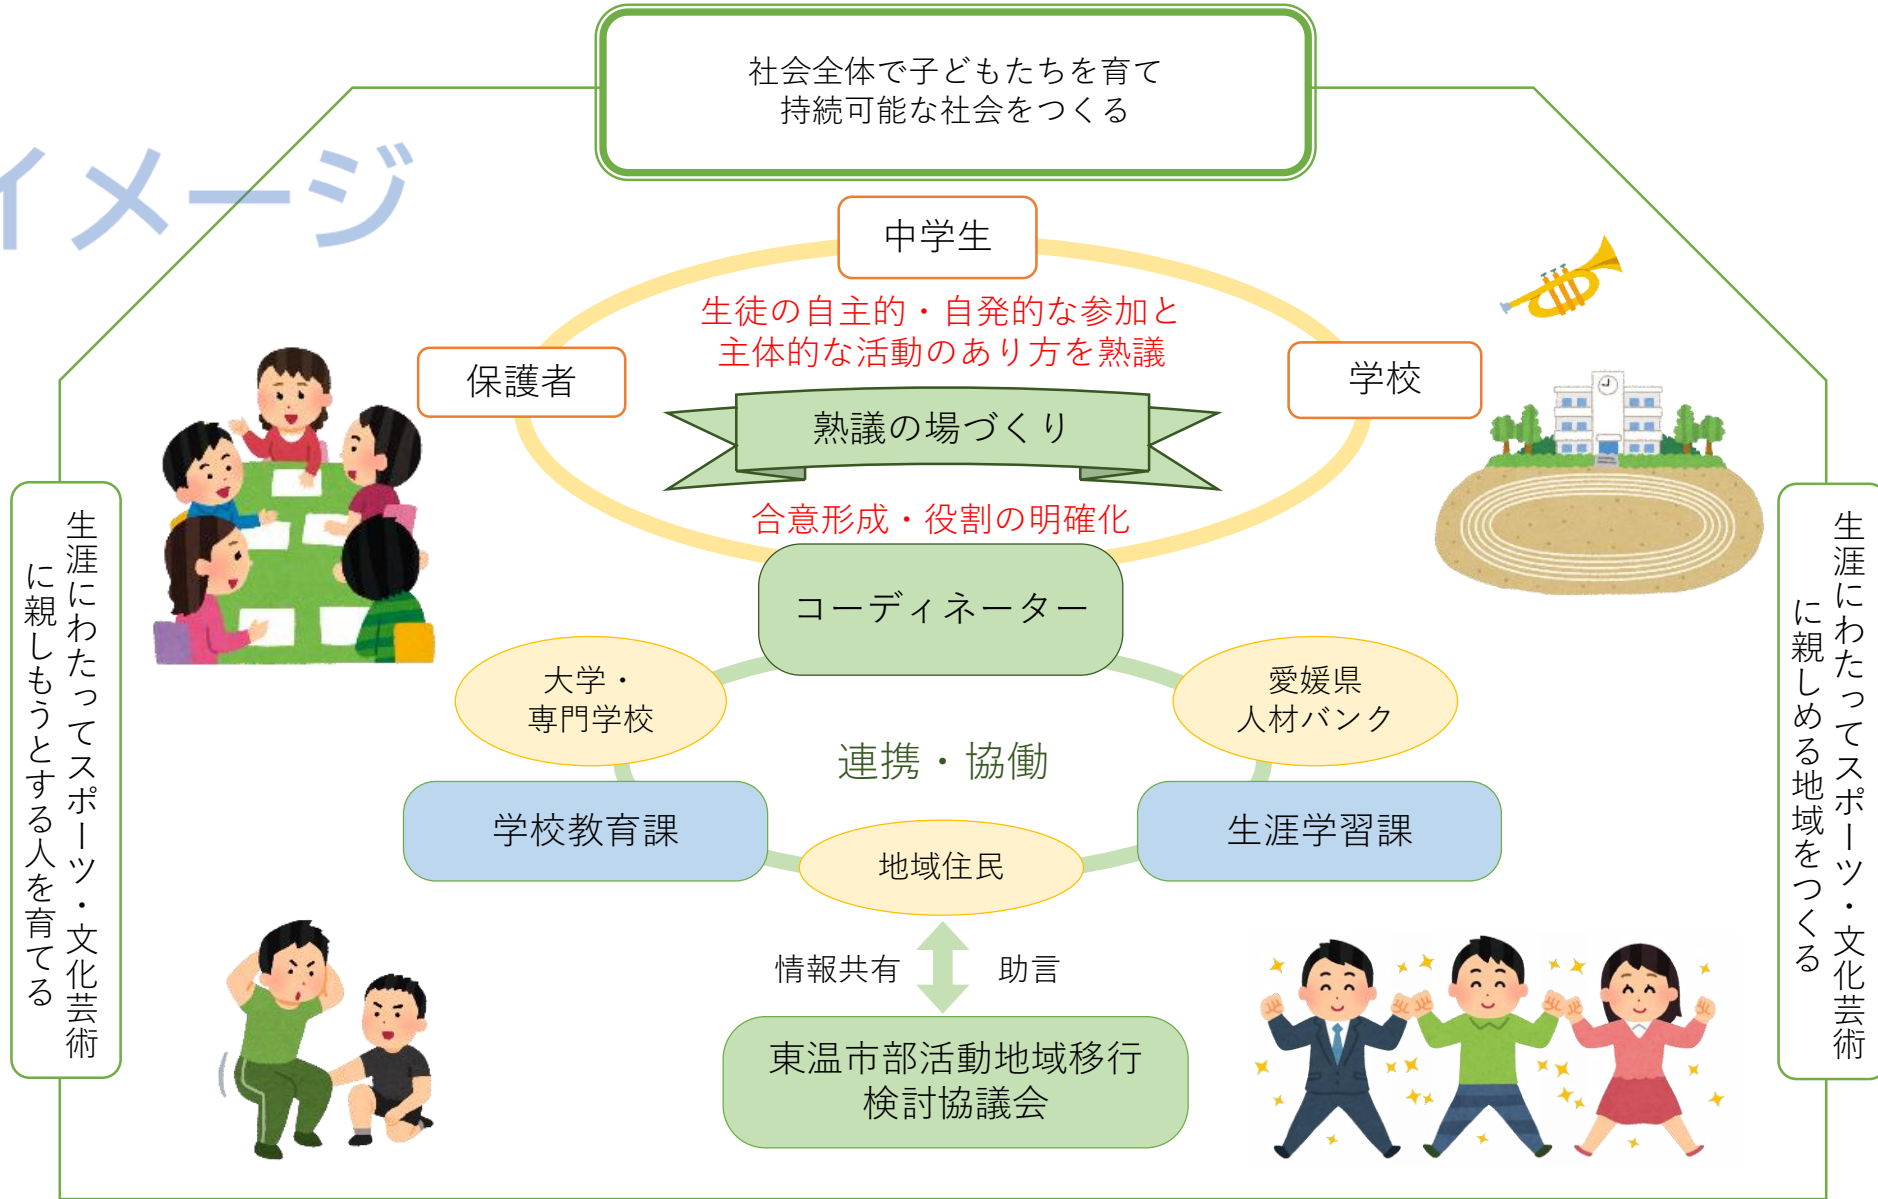 社会全体で子どもたちを育て
持続可能な社会をつくる
イメージ
中学生
生徒の自主的・自発的な参加と
主体的な活動のあり方を熟議
保護者
学校
熟議の場づくり
合意形成・役割の明確化
コーディネーター
生涯にわたってスポーツ・文化芸術
に親しもうとする人を育てる
生涯にわたってスポーツ・文化芸術
に親しめる地域をつくる
大学・
専門学校
愛媛県
人材バンク
連携・協働
学校教育課
生涯学習課
地域住民
情報共有
助言
東温市部活動地域移行
検討協議会